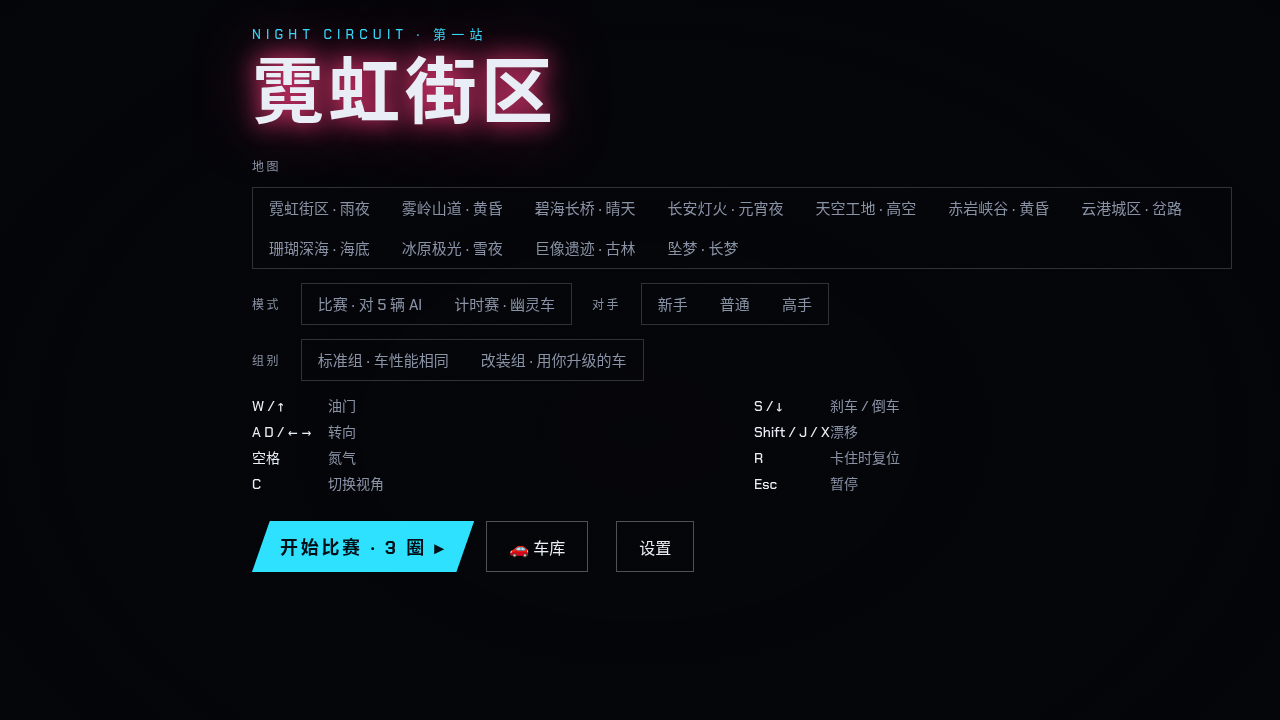 NIGHT CIRCUIT · 第一站
霓虹街区
地图
霓虹街区 · 雨夜 雾岭山道 · 黄昏 碧海长桥 · 晴天 长安灯火 · 元宵夜 天空工地 · 高空 赤岩峡谷 · 黄昏 云港城区 · 岔路
珊瑚深海 · 海底 冰原极光 · 雪夜 巨像遗迹 · 古林 坠梦 · 长梦
模式 比赛 · 对 5 辆 AI 计时赛 · 幽灵车 对手 新手 普通 高手
组别 标准组 · 车性能相同 改装组 · 用你升级的车
W / ↑ 油门 S / ↓ 刹车 / 倒车
A D / ← → 转向 Shift / J / X 漂移
空格 氮气 R 卡住时复位
C 切换视角 Esc 暂停
开始比赛 · 3 圈 ▸ 🚗 车库 设置